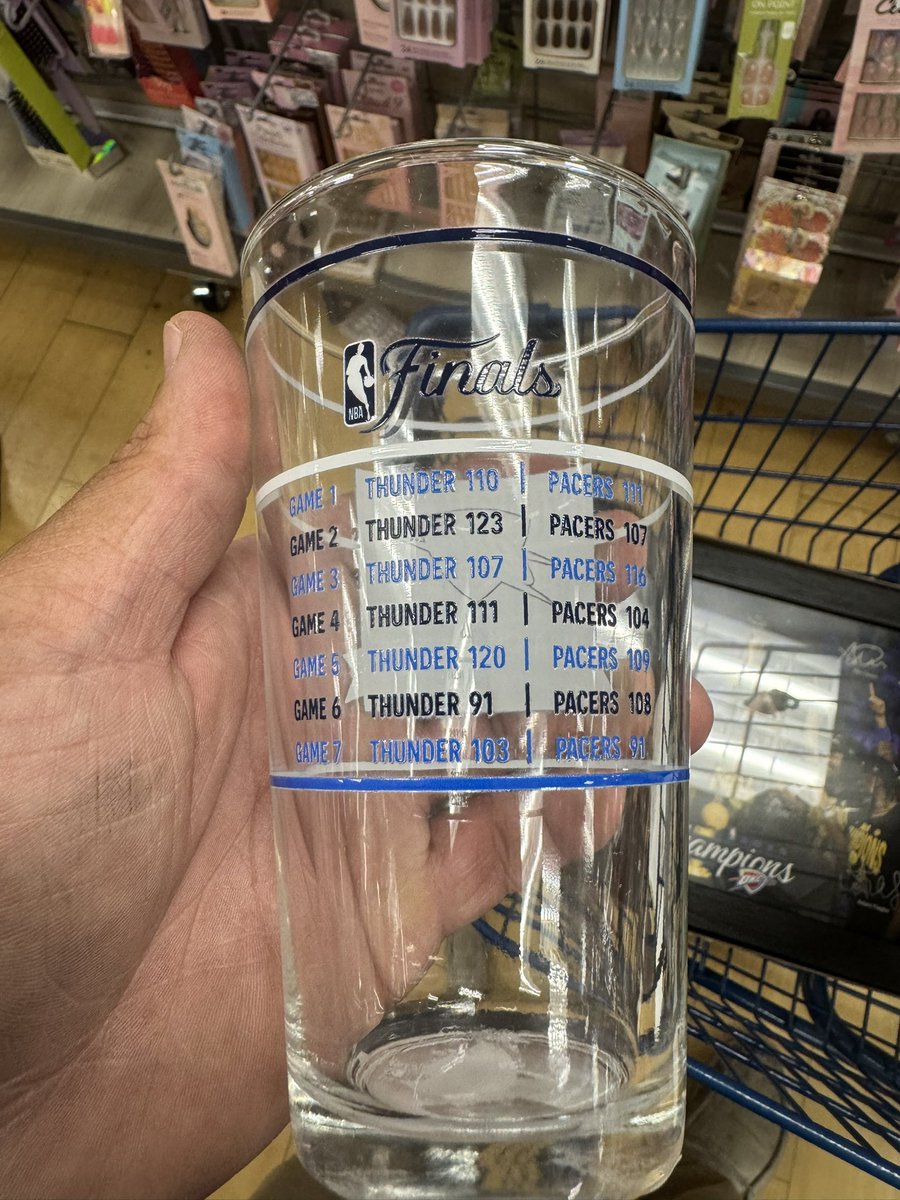 NBA Finals
GAME 1 THUNDER 110 | PACERS 111
GAME 2 THUNDER 123 | PACERS 107
GAME 3 THUNDER 107 | PACERS 116
GAME 4 THUNDER 111 | PACERS 104
GAME 5 THUNDER 120 | PACERS 109
GAME 6 THUNDER 91 | PACERS 108
GAME 7 THUNDER 103 | PACERS 91